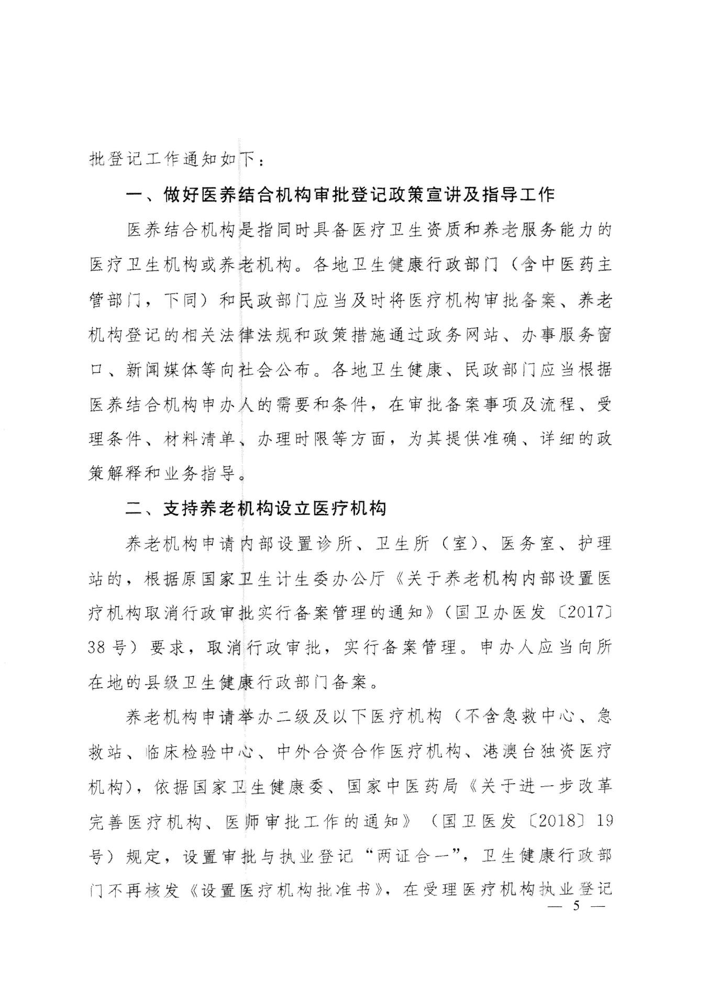 批登记工作通知如下：
一、做好医养结合机构审批登记政策宣讲及指导工作
医养结合机构是指同时具备医疗卫生资质和养老服务能力的
医疗卫生机构或养老机构。各地卫生健康行政部门（含中医药主
管部门，下同）和民政部门应当及时将医疗机构审批备案、养老
机构登记的相关法律法规和政策措施通过政务网站、办事服务窗
口、新闻媒体等向社会公布。各地卫生健康、民政部门应当根据
医养结合机构申办人的需要和条件，在审批备案事项及流程、受
理条件、材料清单、办理时限等方面，为其提供准确、详细的政
策解释和业务指导。
二、支持养老机构设立医疗机构
养老机构申请内部设置诊所、卫生所（室）、医务室、护理
站的，根据原国家卫生计生委办公厅《关于养老机构内部设置医
疗机构取消行政审批实行备案管理的通知》（国卫办医发〔2017〕
38号）要求，取消行政审批，实行备案管理。申办人应当向所
在地的县级卫生健康行政部门备案。
养老机构申请举办二级及以下医疗机构（不含急救中心、急
救站、临床检验中心、中外合资合作医疗机构、港澳台独资医疗
机构），依据国家卫生健康委、国家中医药局《关于进一步改革
完善医疗机构、医师审批工作的通知》（国卫医发〔2018〕19
号）规定，设置审批与执业登记“两证合一”，卫生健康行政部
门不再核发《设置医疗机构批准书》，在受理医疗机构执业登记
— 5 —